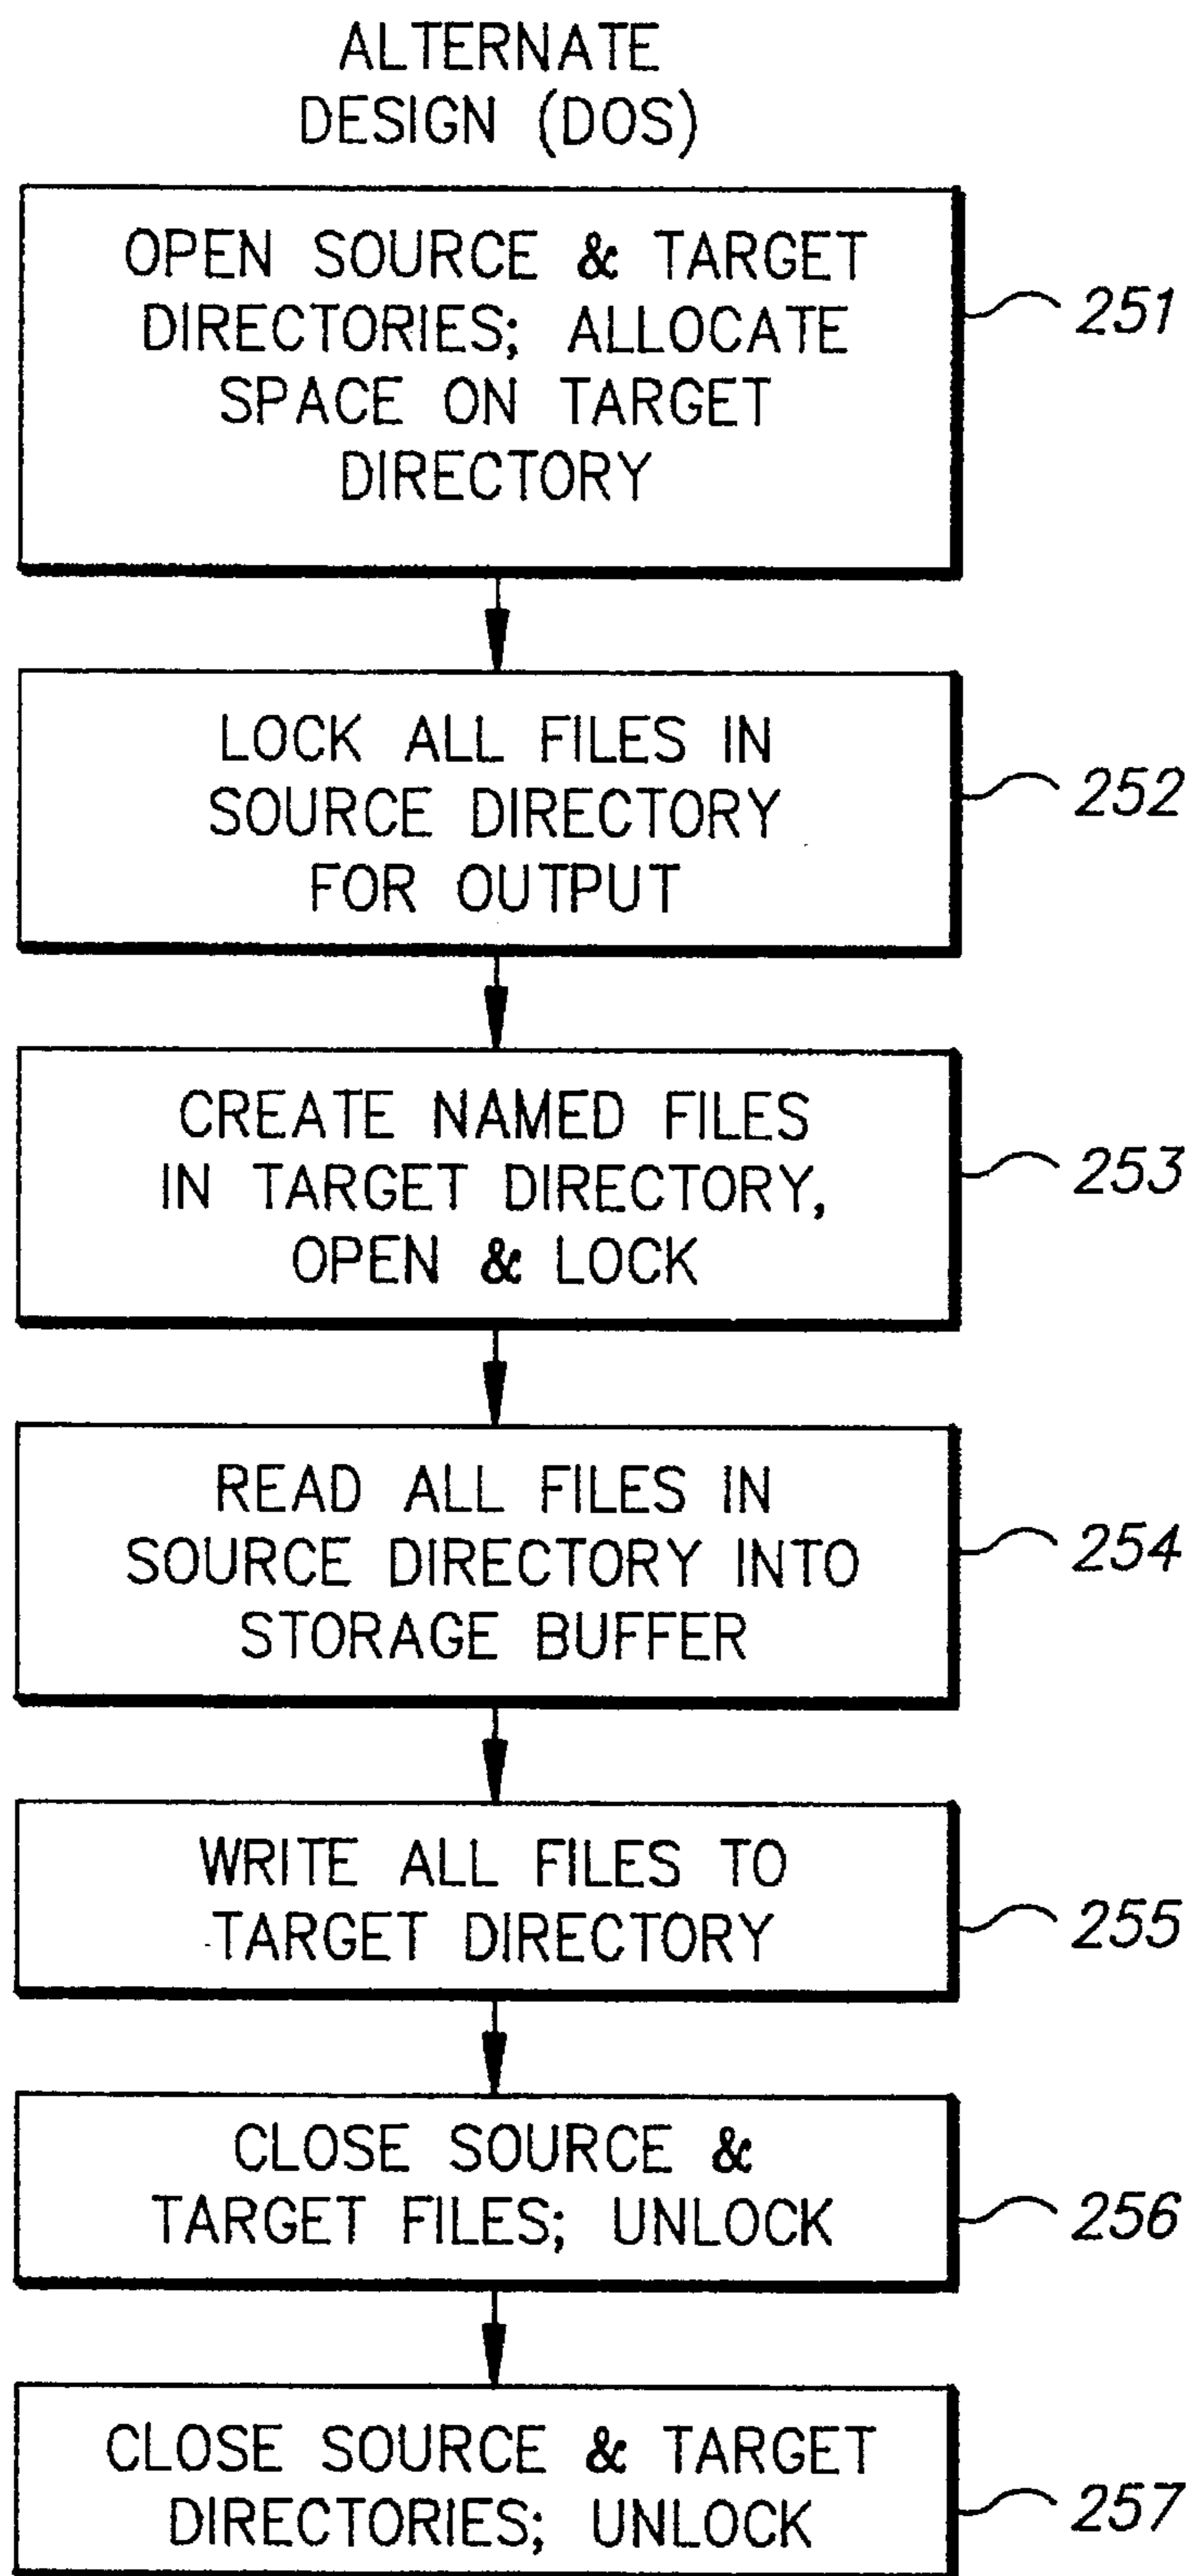 ALTERNATE
DESIGN (DOS)
OPEN SOURCE & TARGET
DIRECTORIES; ALLOCATE
SPACE ON TARGET
DIRECTORY
251
LOCK ALL FILES IN
SOURCE DIRECTORY
FOR OUTPUT
252
CREATE NAMED FILES
IN TARGET DIRECTORY,
OPEN & LOCK
253
READ ALL FILES IN
SOURCE DIRECTORY INTO
STORAGE BUFFER
254
WRITE ALL FILES TO
TARGET DIRECTORY
255
CLOSE SOURCE &
TARGET FILES; UNLOCK
256
CLOSE SOURCE & TARGET
DIRECTORIES; UNLOCK
257